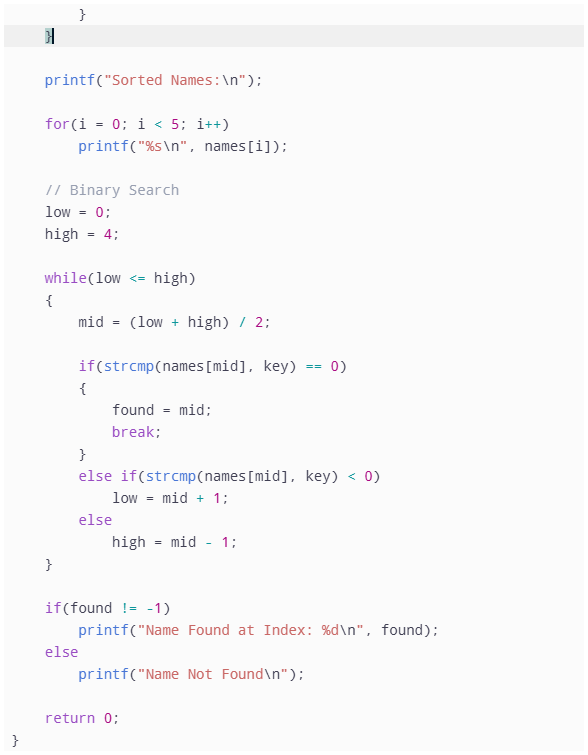 }
    }

    printf("Sorted Names:\n");

    for(i = 0; i < 5; i++)
        printf("%s\n", names[i]);

    // Binary Search
    low = 0;
    high = 4;

    while(low <= high)
    {
        mid = (low + high) / 2;

        if(strcmp(names[mid], key) == 0)
        {
            found = mid;
            break;
        }
        else if(strcmp(names[mid], key) < 0)
            low = mid + 1;
        else
            high = mid - 1;
    }

    if(found != -1)
        printf("Name Found at Index: %d\n", found);
    else
        printf("Name Not Found\n");

    return 0;
}